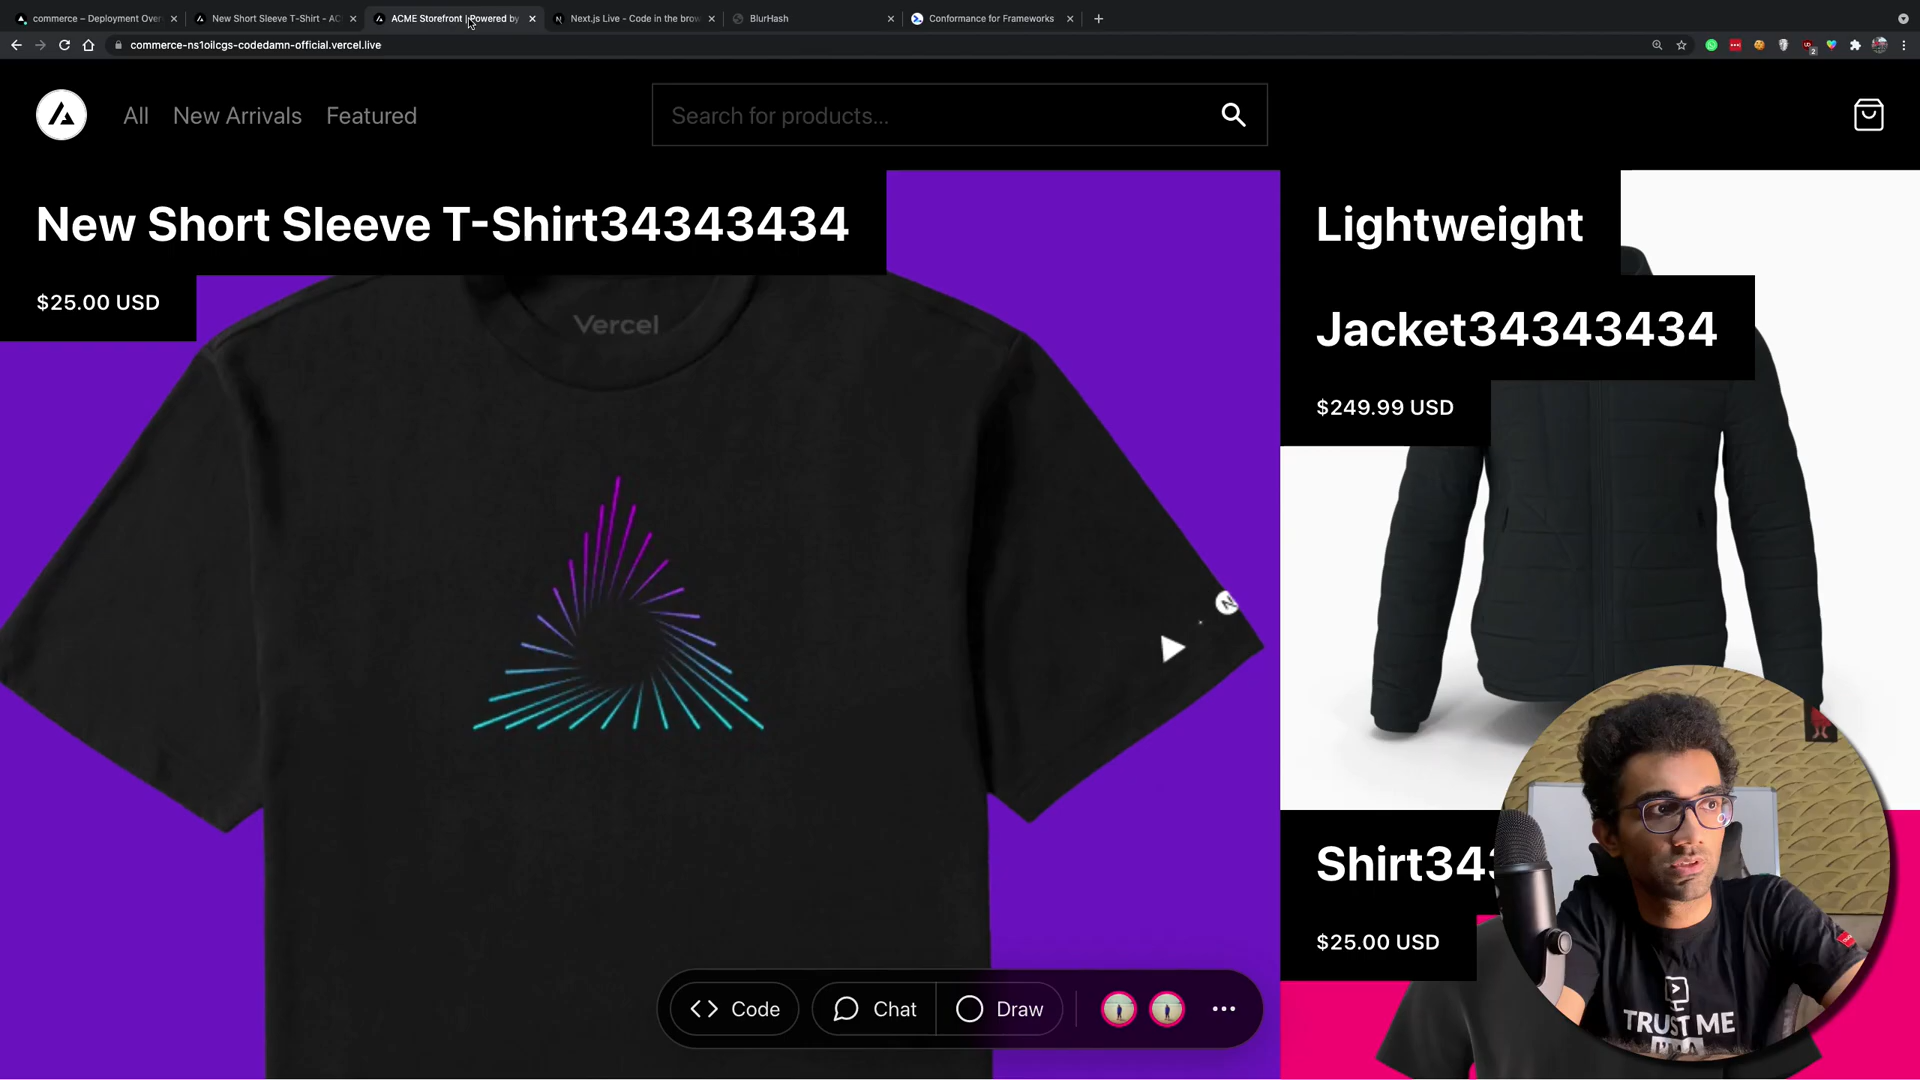 commerce – Deployment Over
New Short Sleeve T-Shirt - AC
ACME Storefront | Powered by
Next.js Live - Code in the brow
BlurHash
Conformance for Frameworks
commerce-ns1oilcgs-codedamn-official.vercel.live
All
New Arrivals
Featured
Search for products...
New Short Sleeve T-Shirt34343434
$25.00 USD
Vercel
N
Lightweight
Jacket34343434
$249.99 USD
Shirt343
$25.00 USD
Code
Chat
Draw
TRUST ME